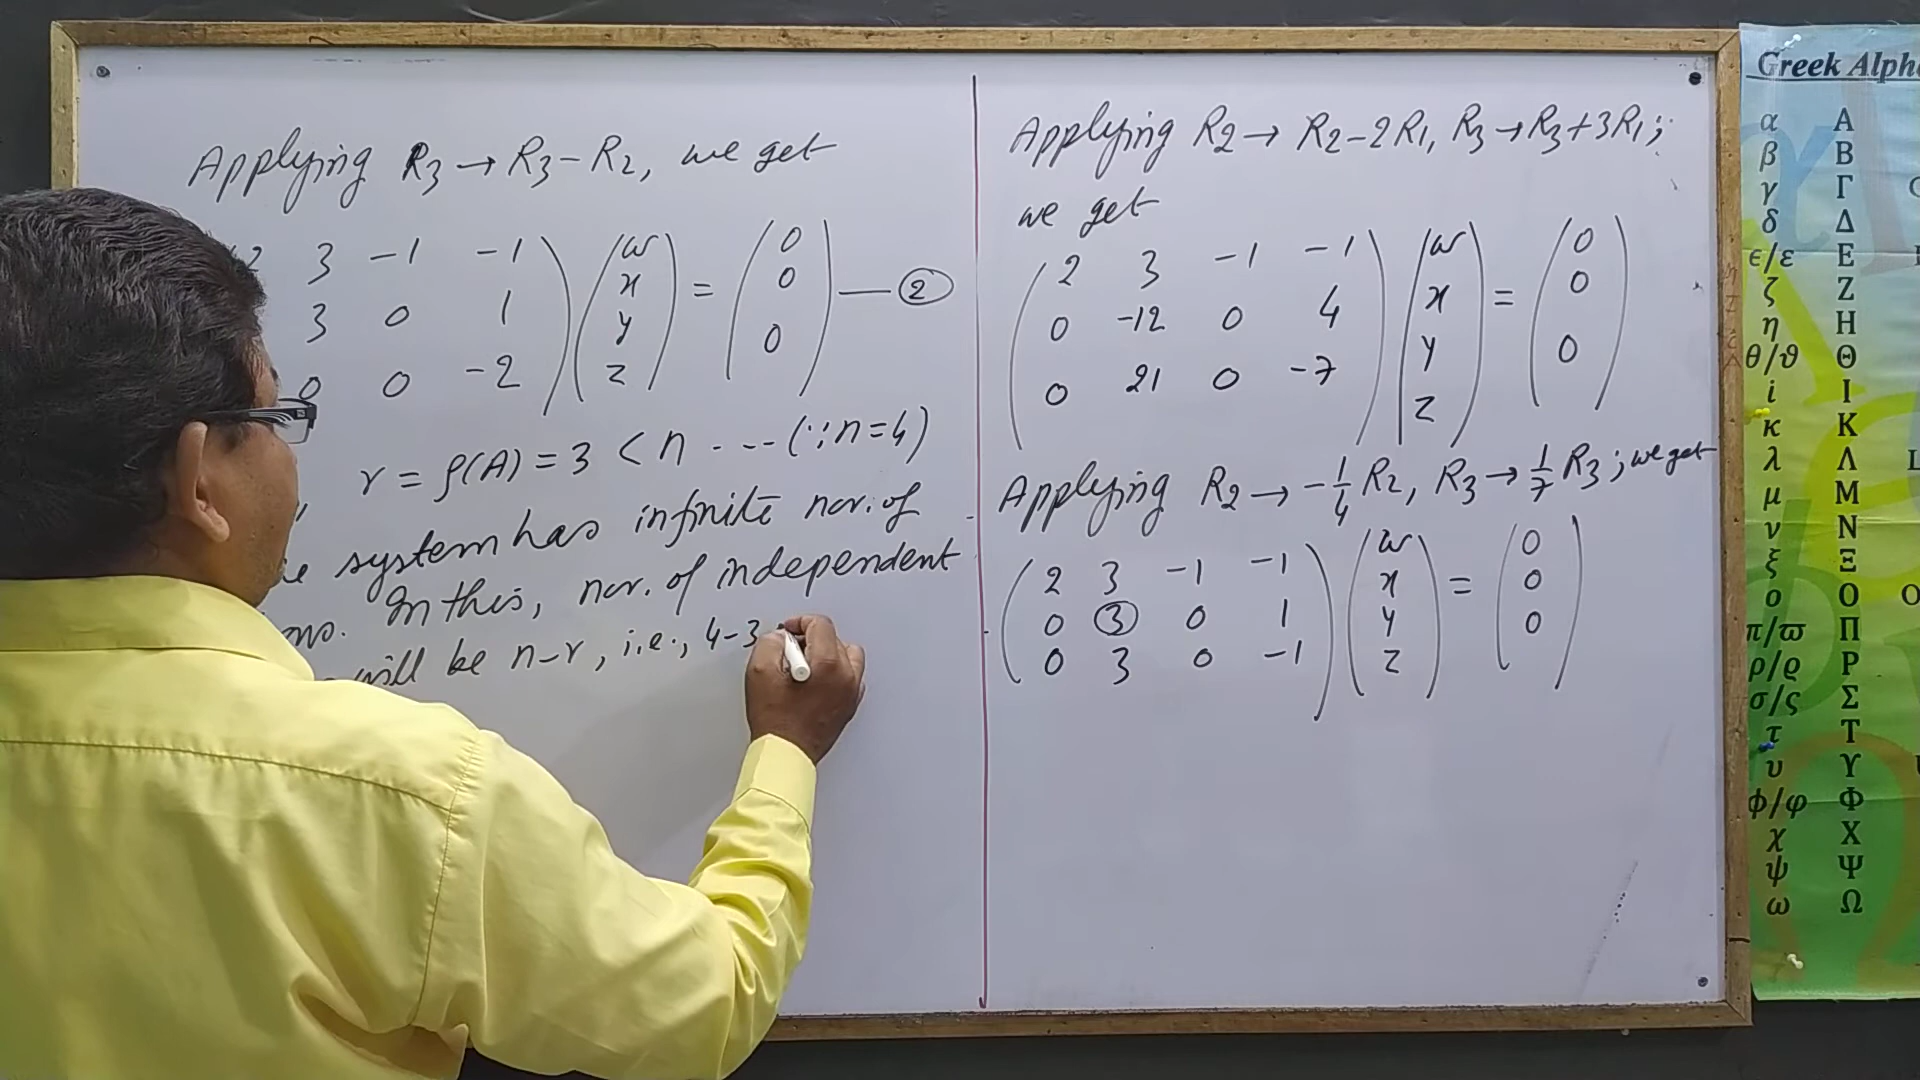 Applying R3 → R3-R2, we get
2 3 -1 -1 w 0
3 0 1 x = 0 — 2
0 0 -2 y 0
z
r = ρ(A) = 3 < n ... (∵ n=4)
system has infinite nor. of
In this, nor. of independent
will be n-r, i.e., 4-3
Applying R2 → R2-2R1, R3 → R3+3R1;
we get
2 3 -1 -1 w 0
0 -12 0 4 x = 0
0 21 0 -7 y 0
z
Applying R2 → -1/4 R2, R3 → 1/7 R3; we get
2 3 -1 -1 w 0
0 3 0 1 x = 0
0 3 0 -1 y 0
z
Greek Alph
α Α
β Β
γ Γ
δ Δ
ϵ/ε Ε
ζ Ζ
η Η
θ/ϑ Θ
i Ι
κ Κ
λ Λ
μ Μ
ν Ν
ξ Ξ
ο Ο
π/ϖ Π
ρ/ϱ Ρ
σ/ς Σ
τ Τ
υ Υ
ϕ/φ Φ
χ Χ
ψ Ψ
ω Ω